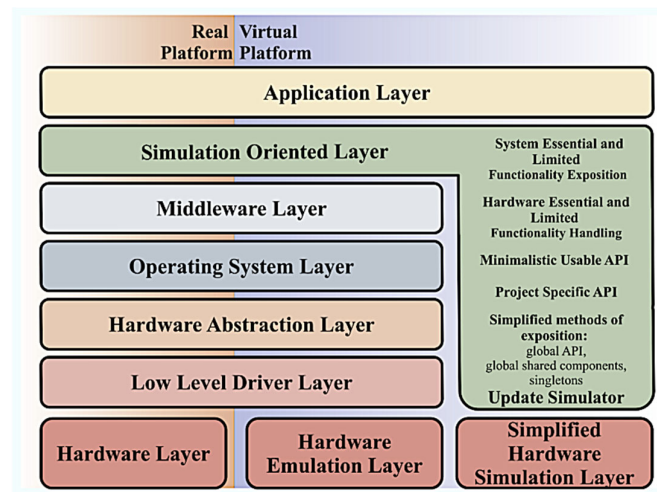 Real Virtual
Platform Platform
Application Layer
Simulation Oriented Layer
System Essential and
Limited
Functionality Exposition
Middleware Layer
Hardware Essential and
Limited
Functionality Handling
Operating System Layer
Minimalistic Usable API
Project Specific API
Hardware Abstraction Layer
Simplified methods of
exposition:
global API,
global shared components,
singletons
Low Level Driver Layer
Update Simulator
Hardware Layer
Hardware
Emulation Layer
Simplified
Hardware
Simulation Layer